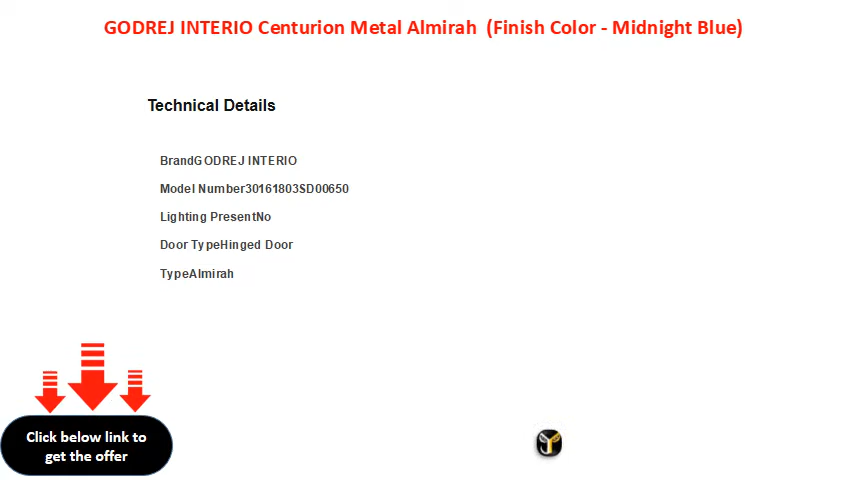 GODREJ INTERIO Centurion Metal Almirah (Finish Color - Midnight Blue)
Technical Details
BrandGODREJ INTERIO
Model Number30161803SD00650
Lighting PresentNo
Door TypeHinged Door
TypeAlmirah
Click below link to
get the offer